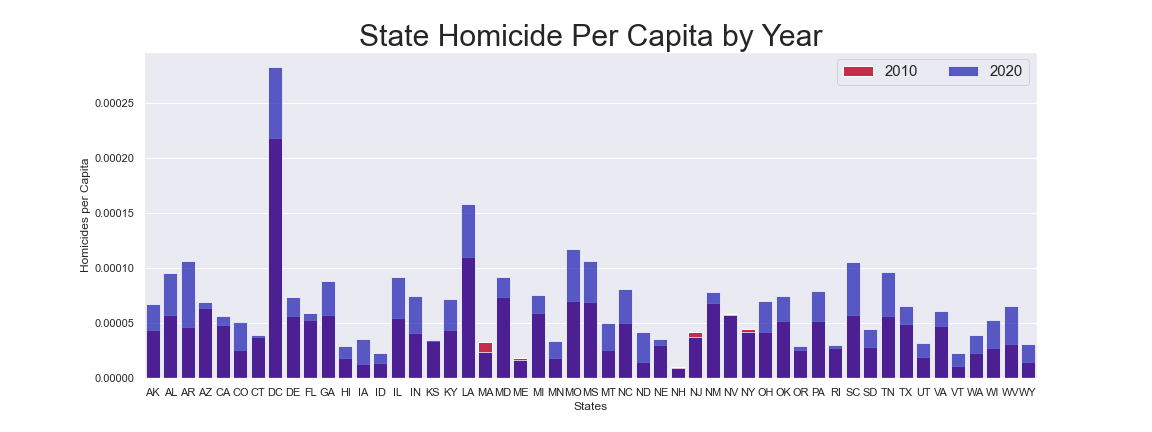 State Homicide Per Capita by Year
2010 2020
Homicides per Capita
0.00025
0.00020
0.00015
0.00010
0.00005
0.00000
AK AL AR AZ CA CO CT DC DE FL GA HI IA ID IL IN KS KY LA MA MD ME MI MN MO MS MT NC ND NE NH NJ NM NV NY OH OK OR PA RI SC SD TN TX UT VA VT WA WI WV WY
States